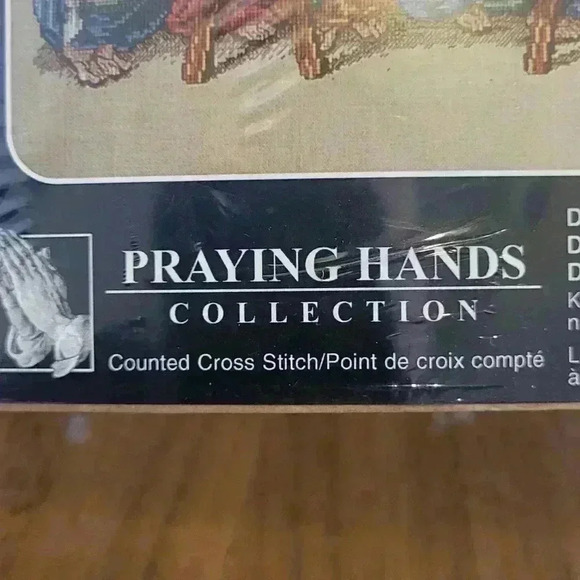 PRAYING HANDS
COLLECTION
Counted Cross Stitch/Point de croix compté
D
D
D
K
n
L
à